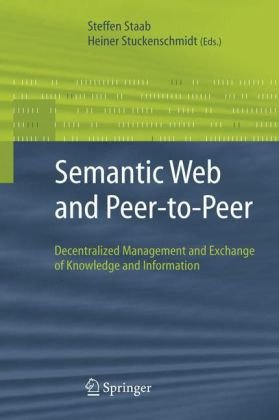 Steffen Staab
Heiner Stuckenschmidt (Eds.)
Semantic Web
and Peer-to-Peer
Decentralized Management and Exchange
of Knowledge and Information
Springer